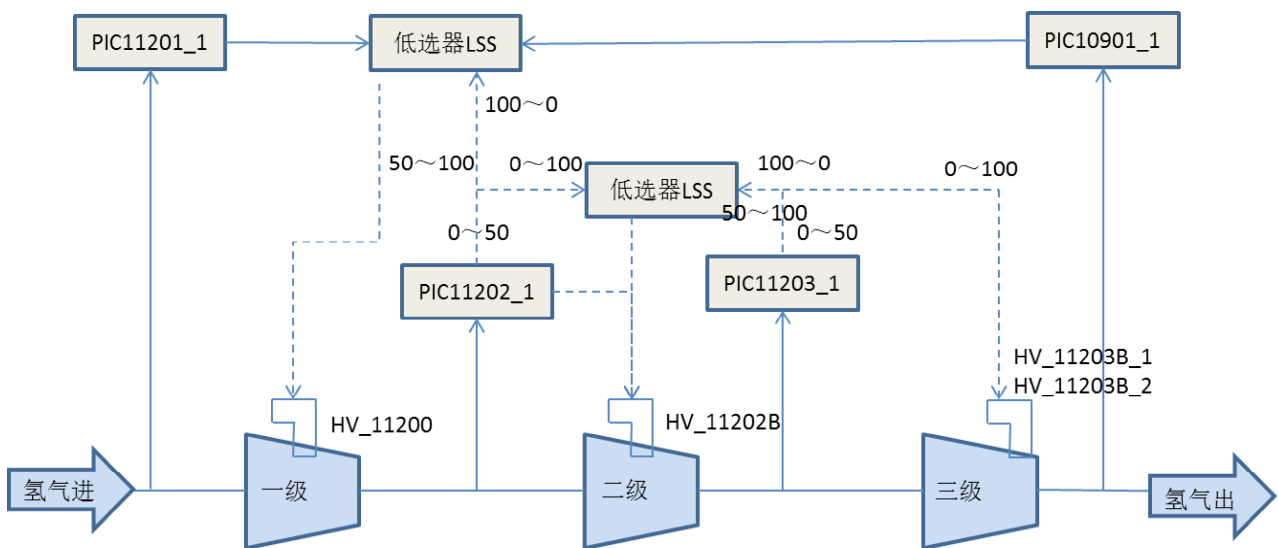 PIC11201_1
低选器LSS
PIC10901_1
100～0
50～100
0～100
低选器LSS
100～0
0～100
50～100
0～50
0～50
PIC11202_1
PIC11203_1
HV_11203B_1
HV_11203B_2
HV_11200
HV_11202B
氢气进
一级
二级
三级
氢气出